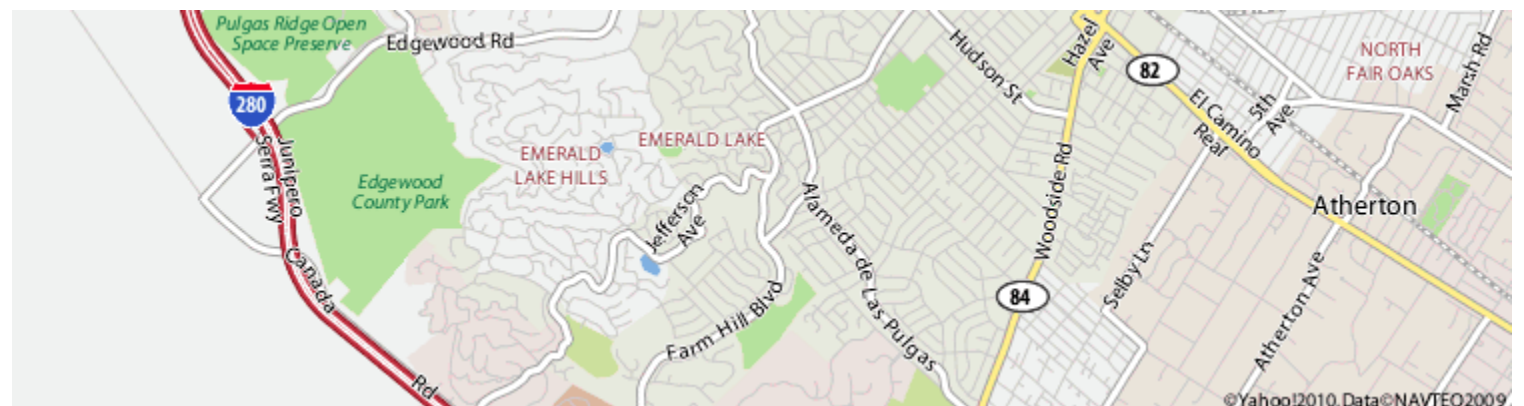 Pulgas Ridge Open
Space Preserve
Edgewood Rd
Hudson St
Hazel
Ave
82
NORTH
FAIR OAKS
Marsh Rd
280
5th
Ave
El Camino
Real
Junipero
Serra Fwy
EMERALD
LAKE HILLS
EMERALD LAKE
Edgewood
County Park
Jefferson
Ave
Alameda de Las Pulgas
Woodside Rd
Atherton
Canada
Rd
Selby Ln
84
Farm Hill Blvd
Atherton Ave
©Yahoo!2010, Data©NAVTEQ2009